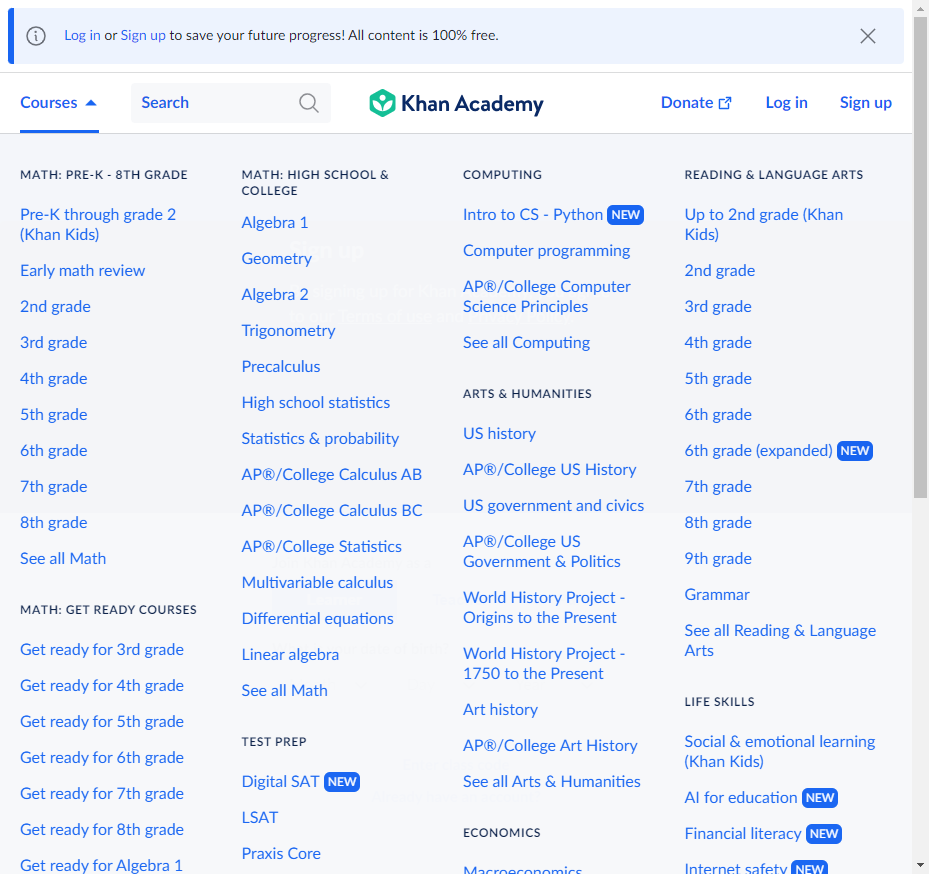 Log in or Sign up to save your future progress! All content is 100% free.
Courses
Search
Khan Academy
Donate
Log in
Sign up
MATH: PRE-K - 8TH GRADE
Pre-K through grade 2
(Khan Kids)
Early math review
2nd grade
3rd grade
4th grade
5th grade
6th grade
7th grade
8th grade
See all Math
MATH: GET READY COURSES
Get ready for 3rd grade
Get ready for 4th grade
Get ready for 5th grade
Get ready for 6th grade
Get ready for 7th grade
Get ready for 8th grade
Get ready for Algebra 1
MATH: HIGH SCHOOL &
COLLEGE
Algebra 1
Geometry
Algebra 2
Trigonometry
Precalculus
High school statistics
Statistics & probability
AP®/College Calculus AB
AP®/College Calculus BC
AP®/College Statistics
Multivariable calculus
Differential equations
Linear algebra
See all Math
TEST PREP
Digital SAT NEW
LSAT
Praxis Core
COMPUTING
Intro to CS - Python NEW
Computer programming
AP®/College Computer
Science Principles
See all Computing
ARTS & HUMANITIES
US history
AP®/College US History
US government and civics
AP®/College US
Government & Politics
World History Project -
Origins to the Present
World History Project -
1750 to the Present
Art history
AP®/College Art History
See all Arts & Humanities
ECONOMICS
Macroeconomics
READING & LANGUAGE ARTS
Up to 2nd grade (Khan
Kids)
2nd grade
3rd grade
4th grade
5th grade
6th grade
6th grade (expanded) NEW
7th grade
8th grade
9th grade
Grammar
See all Reading & Language
Arts
LIFE SKILLS
Social & emotional learning
(Khan Kids)
AI for education NEW
Financial literacy NEW
Internet safety NEW